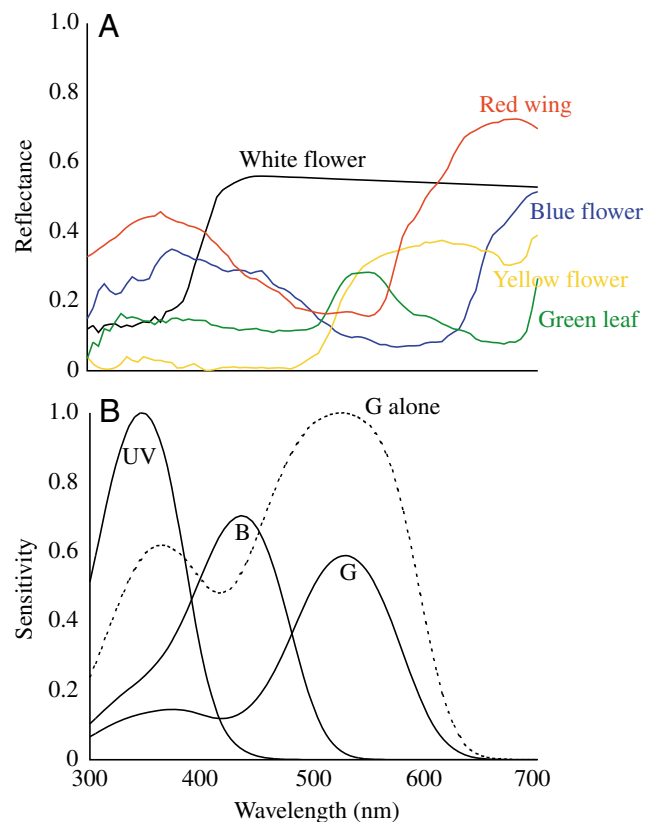 A
1.0
0.8
0.6
0.4
0.2
0
Reflectance
Red wing
White flower
Blue flower
Yellow flower
Green leaf
B
1.0
0.8
0.6
0.4
0.2
0
Sensitivity
G alone
UV
B
G
300 400 500 600 700
Wavelength (nm)